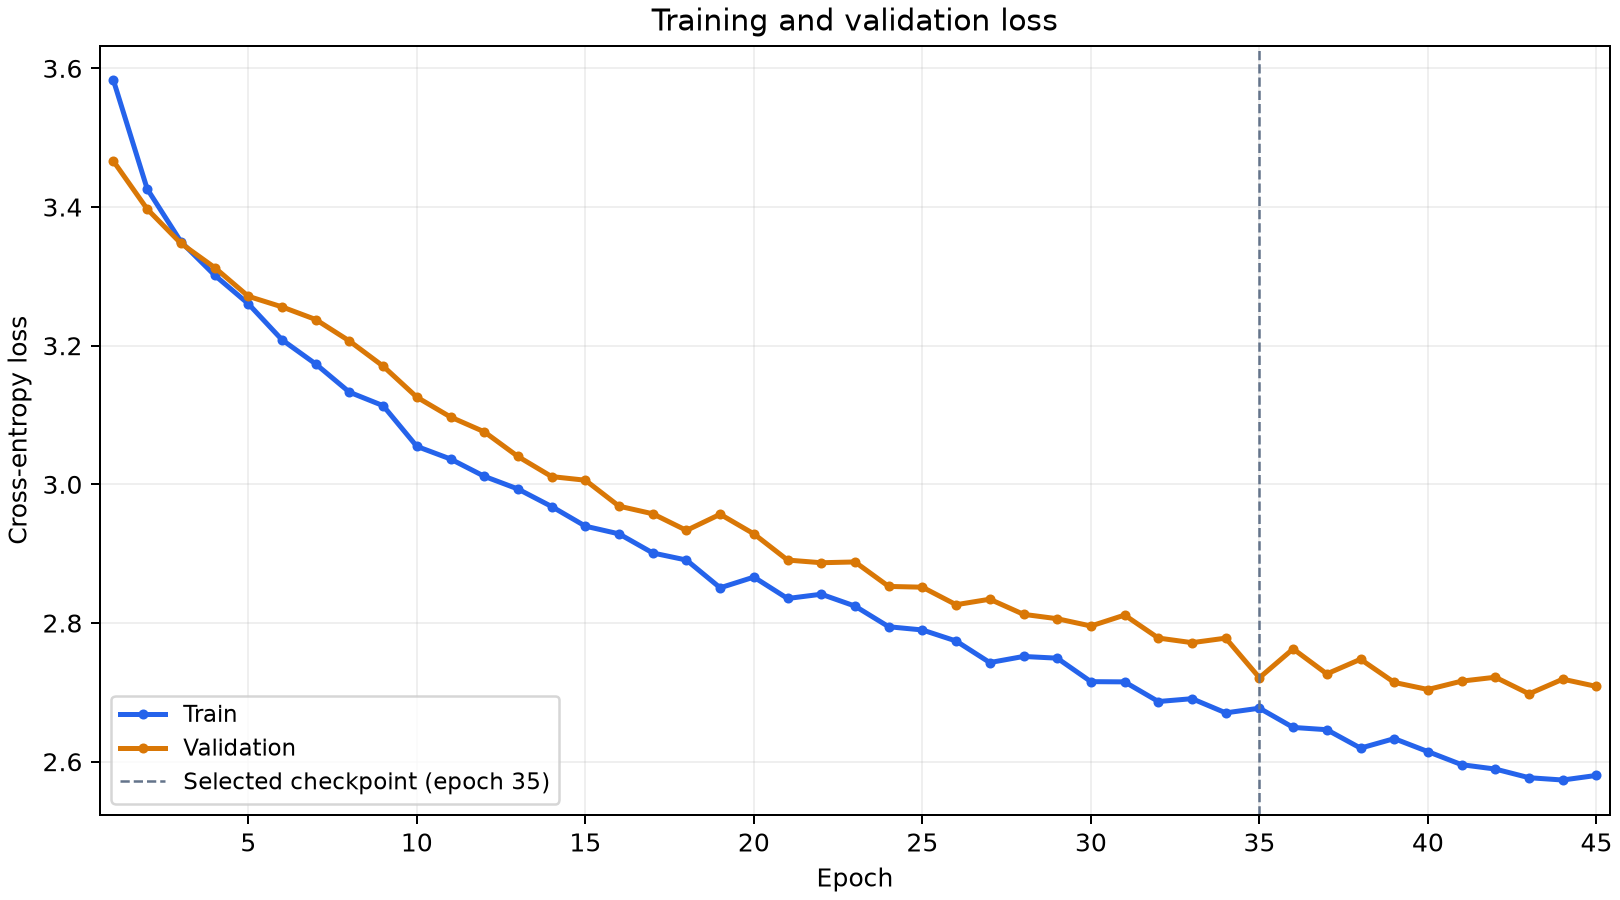 Training and validation loss
Cross-entropy loss
3.6
3.4
3.2
3.0
2.8
2.6
Train
Validation
Selected checkpoint (epoch 35)
5 10 15 20 25 30 35 40 45
Epoch